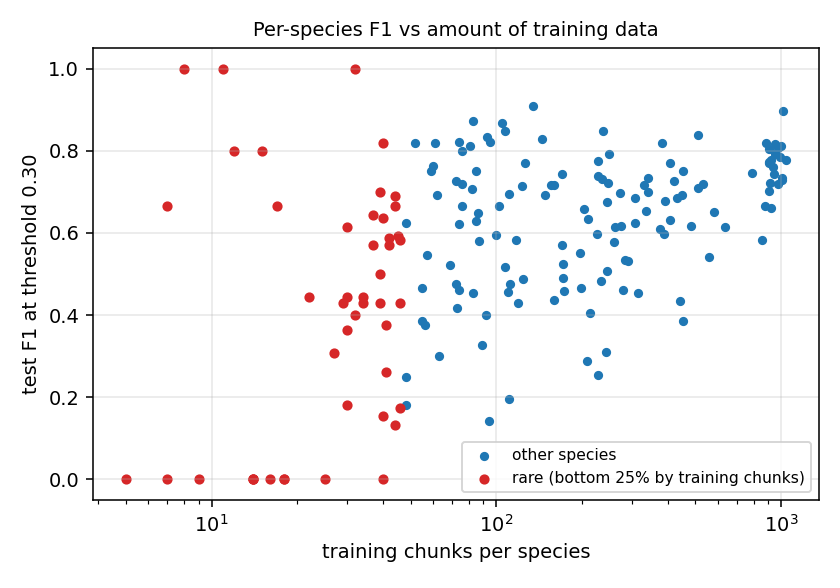 Per-species F1 vs amount of training data
1.0
0.8
0.6
0.4
0.2
0.0
test F1 at threshold 0.30
other species
rare (bottom 25% by training chunks)
10¹
10²
10³
training chunks per species